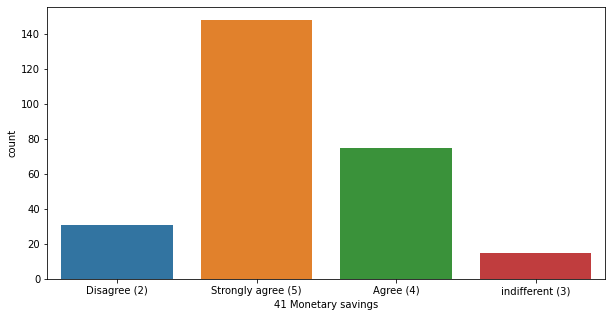 140
120
100
80
60
40
20
0
count
Disagree (2) Strongly agree (5) Agree (4) indifferent (3)
41 Monetary savings